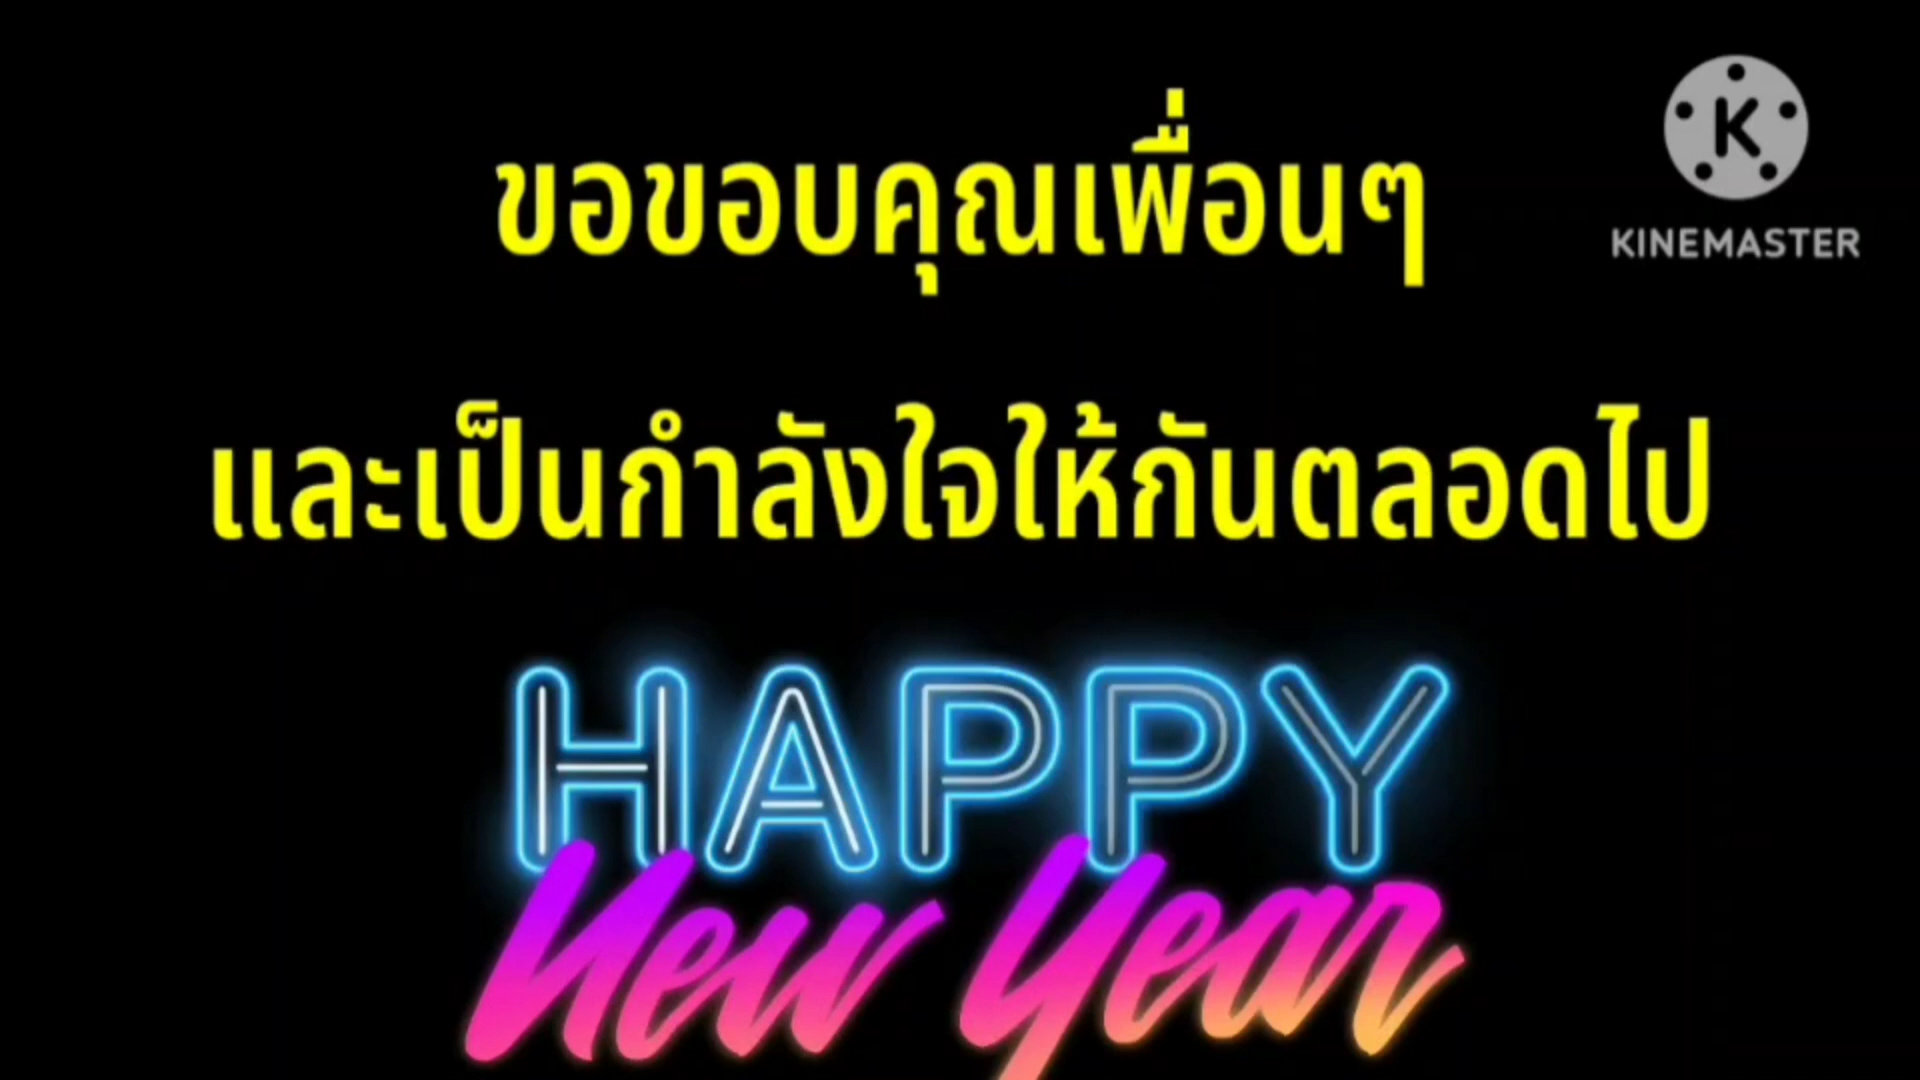 ขอขอบคุณเพื่อนๆ
KINEMASTER
และเป็นกำลังใจให้กันตลอดไป
HAPPY
New Year